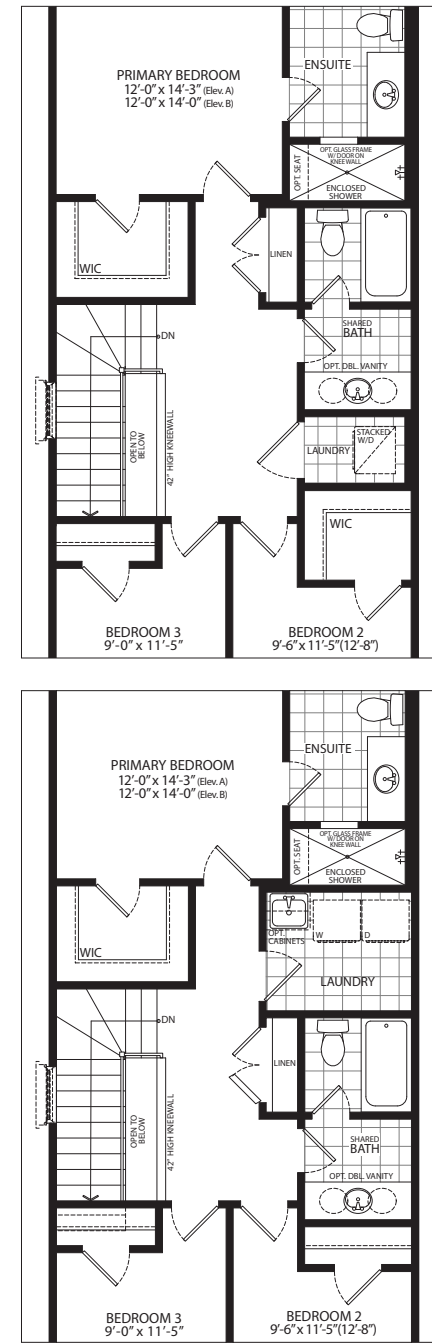 PRIMARY BEDROOM
12'-0" x 14'-3" (Elev. A)
12'-0" x 14'-0" (Elev. B)
ENSUITE
OPT. SEAT
OPT. GLASS FRAME
W/ DOOR ON
KNEE WALL
ENCLOSED
SHOWER
WIC
LINEN
DN
SHARED
BATH
OPT. DBL. VANITY
OPEN TO
BELOW
42" HIGH KNEEWALL
LAUNDRY
STACKED
W/D
WIC
BEDROOM 3
9'-0" x 11'-5"
BEDROOM 2
9'-6" x 11'-5"(12'-8")
PRIMARY BEDROOM
12'-0" x 14'-3" (Elev. A)
12'-0" x 14'-0" (Elev. B)
ENSUITE
OPT. SEAT
OPT. GLASS FRAME
W/ DOOR ON
KNEE WALL
ENCLOSED
SHOWER
WIC
OPT.
CABINETS
W
D
LAUNDRY
DN
LINEN
OPEN TO
BELOW
42" HIGH KNEEWALL
SHARED
BATH
OPT. DBL. VANITY
BEDROOM 3
9'-0" x 11'-5"
BEDROOM 2
9'-6" x 11'-5"(12'-8")